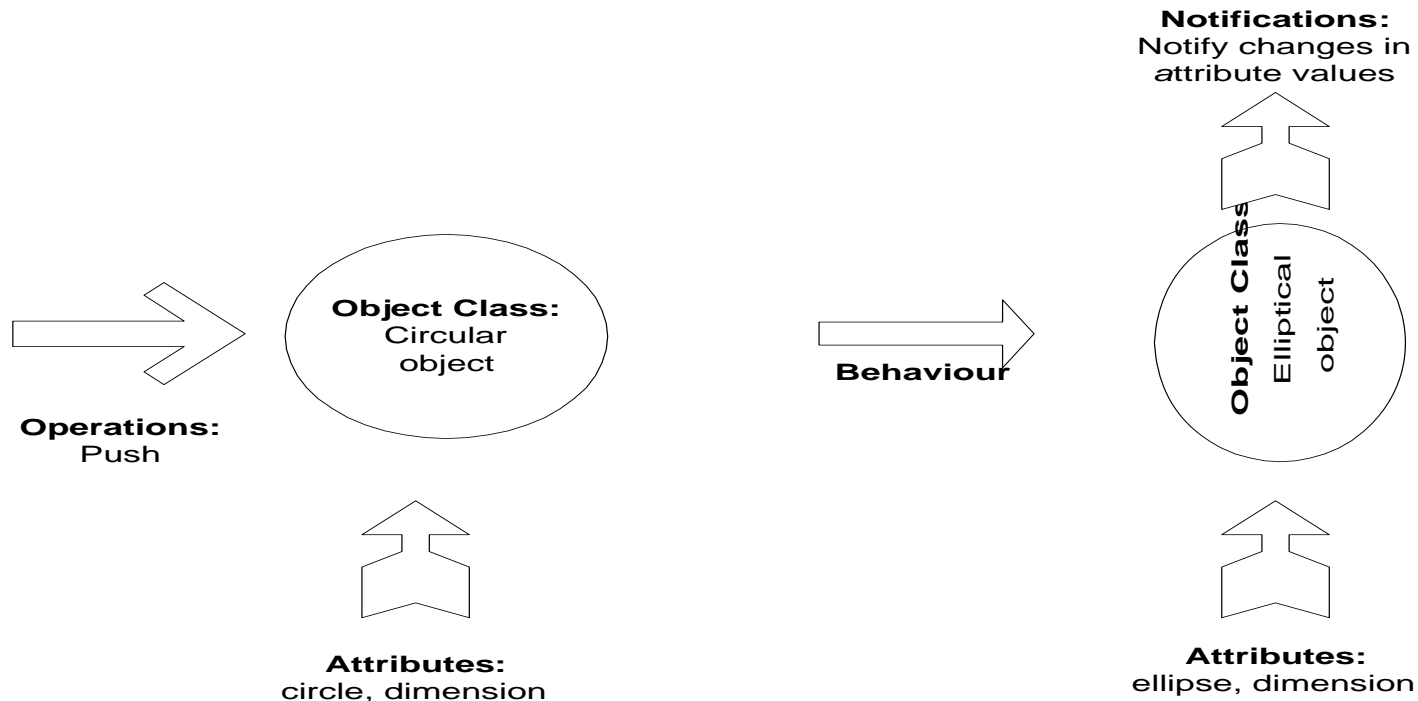 Notifications:
Notify changes in
attribute values
Object Class:
Circular
object
Operations:
Push
Behaviour
Object Class
Elliptical
object
Attributes:
circle, dimension
Attributes:
ellipse, dimension